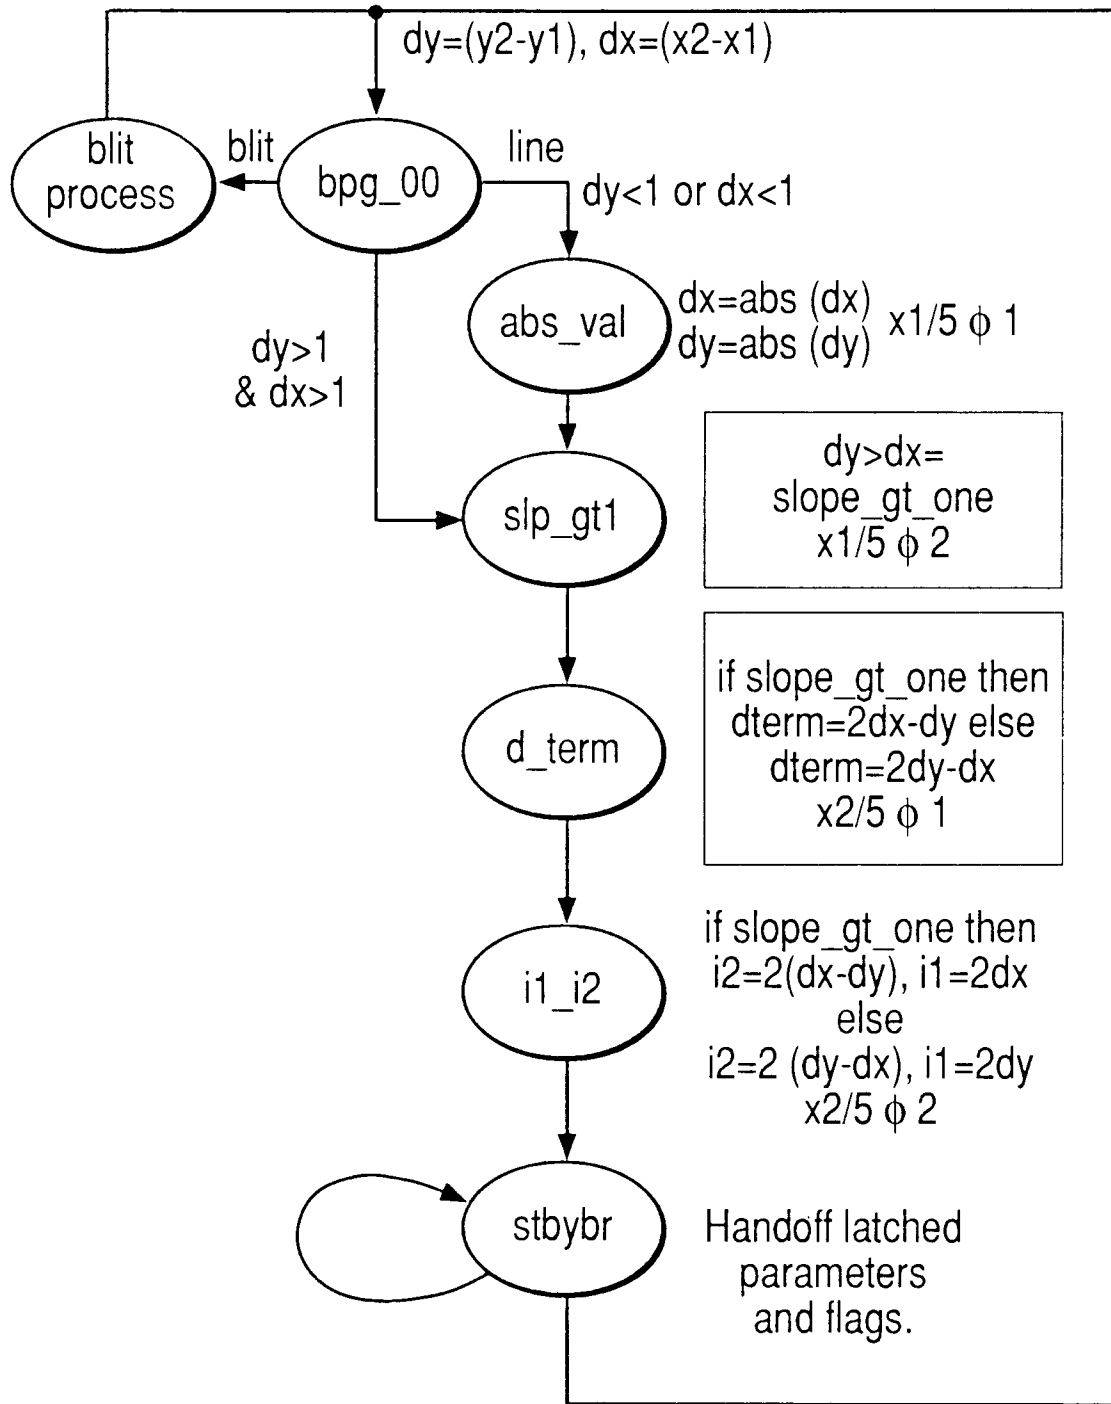 dy=(y2-y1), dx=(x2-x1)
blit
process
blit
bpg_00
line
dy<1 or dx<1
abs_val
dx=abs (dx)
dy=abs (dy)
x1/5 ϕ 1
dy>1
& dx>1
slp_gt1
dy>dx=
slope_gt_one
x1/5 ϕ 2
d_term
if slope_gt_one then
dterm=2dx-dy else
dterm=2dy-dx
x2/5 ϕ 1
i1_i2
if slope_gt_one then
i2=2(dx-dy), i1=2dx
else
i2=2 (dy-dx), i1=2dy
x2/5 ϕ 2
stbybr
Handoff latched
parameters
and flags.